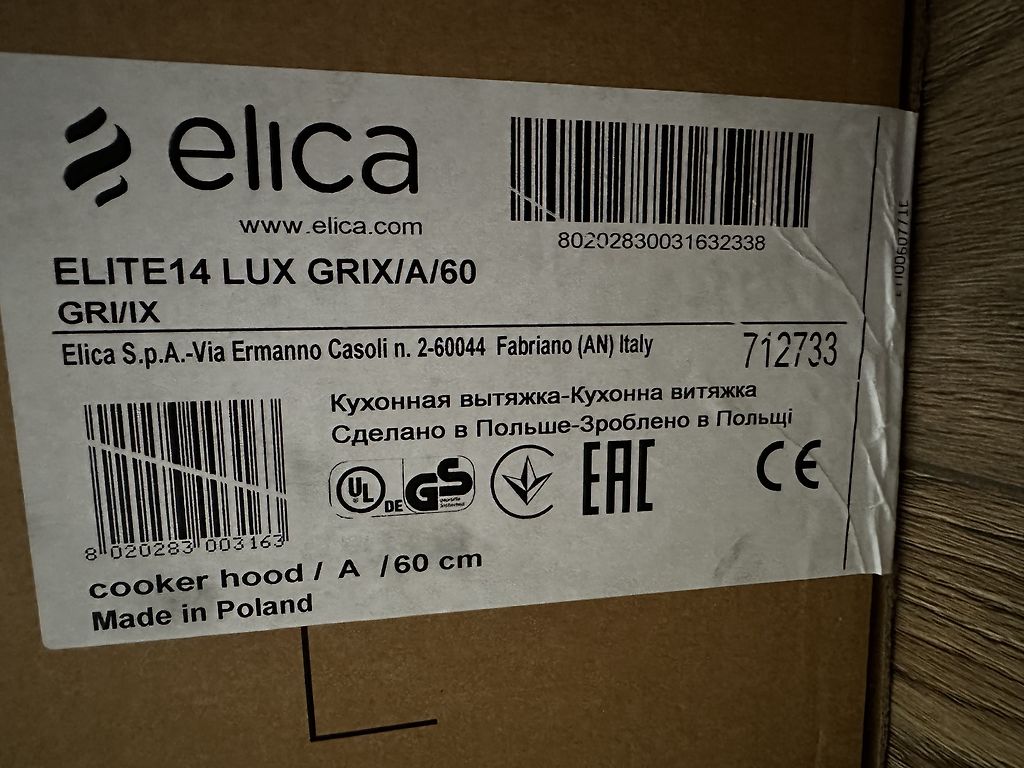 elica
www.elica.com
80202830031632338
ELITE14 LUX GRIX/A/60
GRI/IX
Elica S.p.A.-Via Ermanno Casoli n. 2-60044 Fabriano (AN) Italy
712733
Кухонная вытяжка-Кухонна витяжка
Сделано в Польше-Зроблено в Польщі
UL DE GS geprüfte Sicherheit
EAC
CE
8 020283 003163
cooker hood / A / 60 cm
Made in Poland